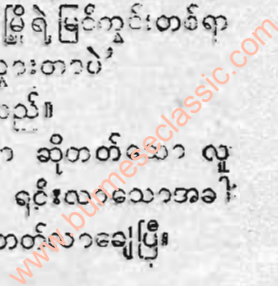 မြို့ရဲ့ မြင်ကွင်းတစ်ရာ
သွားတာပဲ'
သည်။
ဆိုတတ်သော လူ
ရင်းလာသောအခါ
တတ်လာချေပြီ။
www.burmeseclassic.com